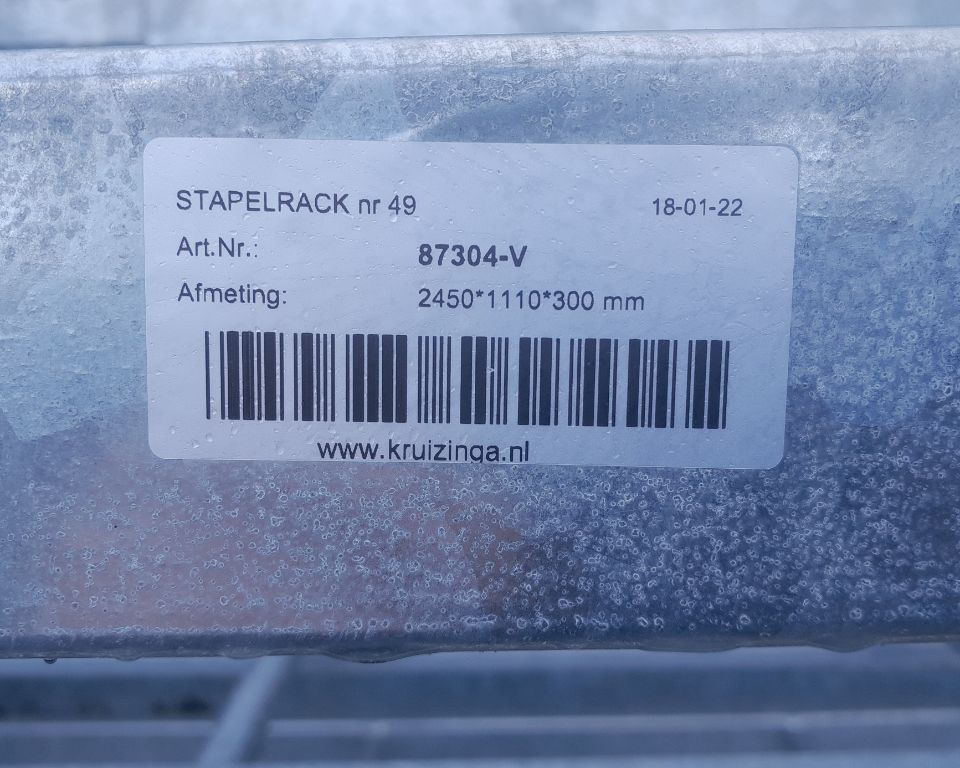 STAPELRACK nr 49 18-01-22
Art.Nr.: 87304-V
Afmeting: 2450*1110*300 mm
www.kruizinga.nl